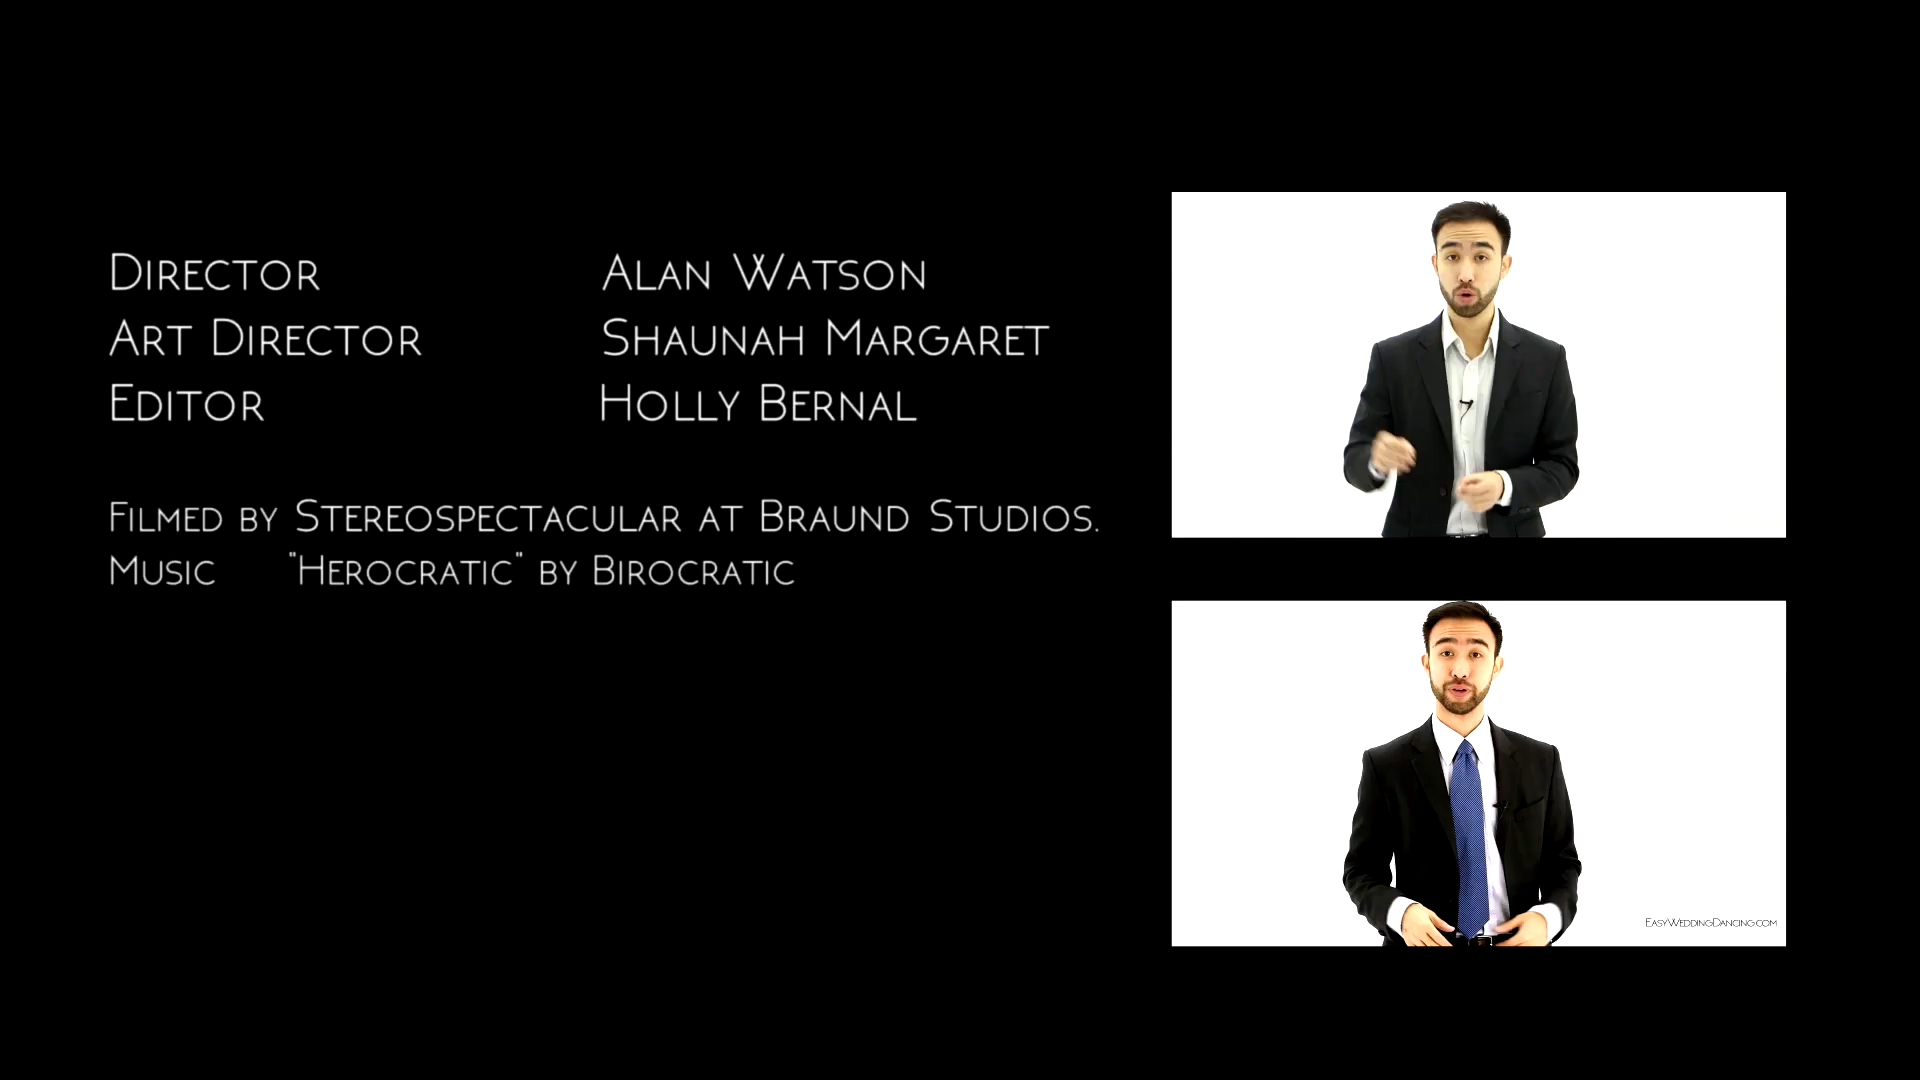 Director Alan Watson
Art Director Shaunah Margaret
Editor Holly Bernal
Filmed by Stereospectacular at Braund Studios.
Music "Herocratic" by Birocratic
EasyWeddingDancing.com